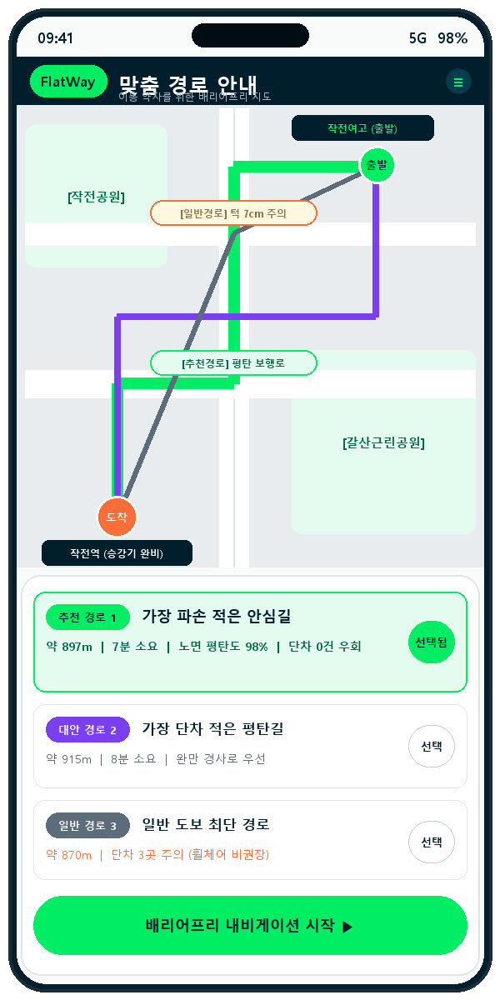 09:41
5G 98%
FlatWay
맞춤 경로 안내
이동 약자를 위한 배리어프리 지도
≡
작전여고 (출발)
출발
[작전공원]
[일반경로] 턱 7cm 주의
[추천경로] 평탄 보행로
[갈산근린공원]
도착
작전역 (승강기 완비)
추천 경로 1
가장 파손 적은 안심길
약 897m | 7분 소요 | 노면 평탄도 98% | 단차 0건 우회
선택됨
대안 경로 2
가장 단차 적은 평탄길
약 915m | 8분 소요 | 완만 경사로 우선
선택
일반 경로 3
일반 도보 최단 경로
약 870m | 단차 3곳 주의 (휠체어 비권장)
선택
배리어프리 내비게이션 시작 ▶